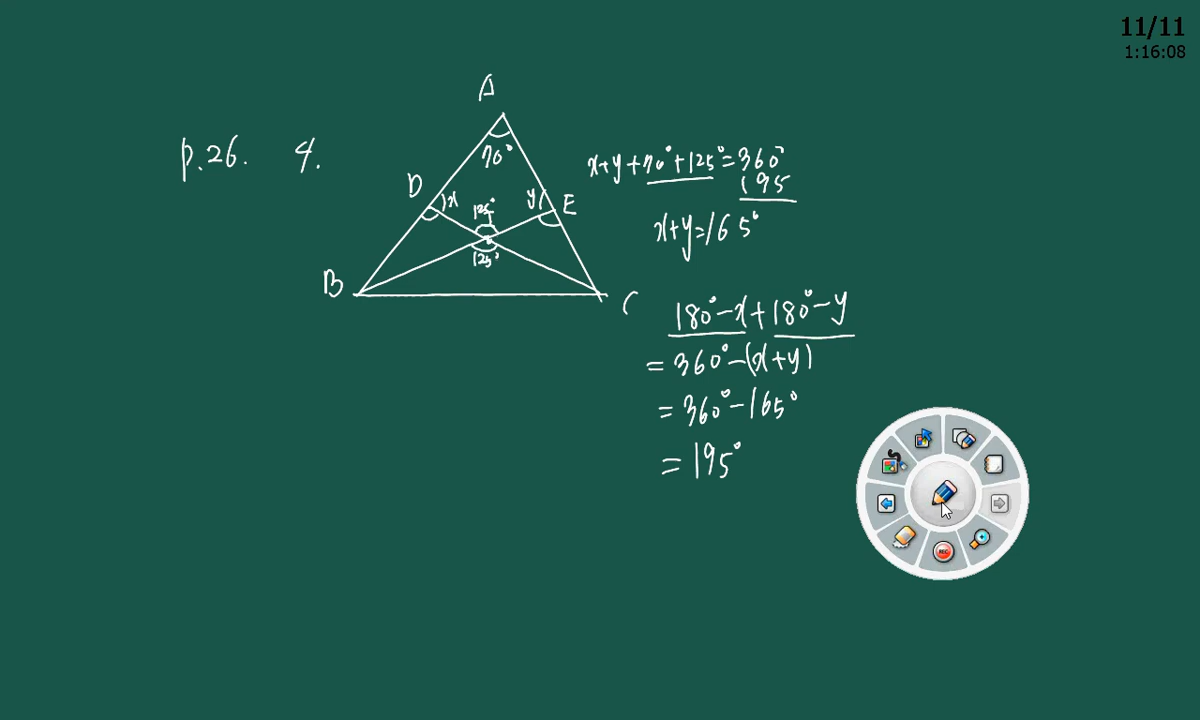 11/11
1:16:08
p.26. 4.
A
70°
D
x
y
E
125°
125°
B
C
x+y+70°+125°=360°
195
x+y=165°
180°-x+180°-y
=360°-(x+y)
=360°-165°
=195°
REC